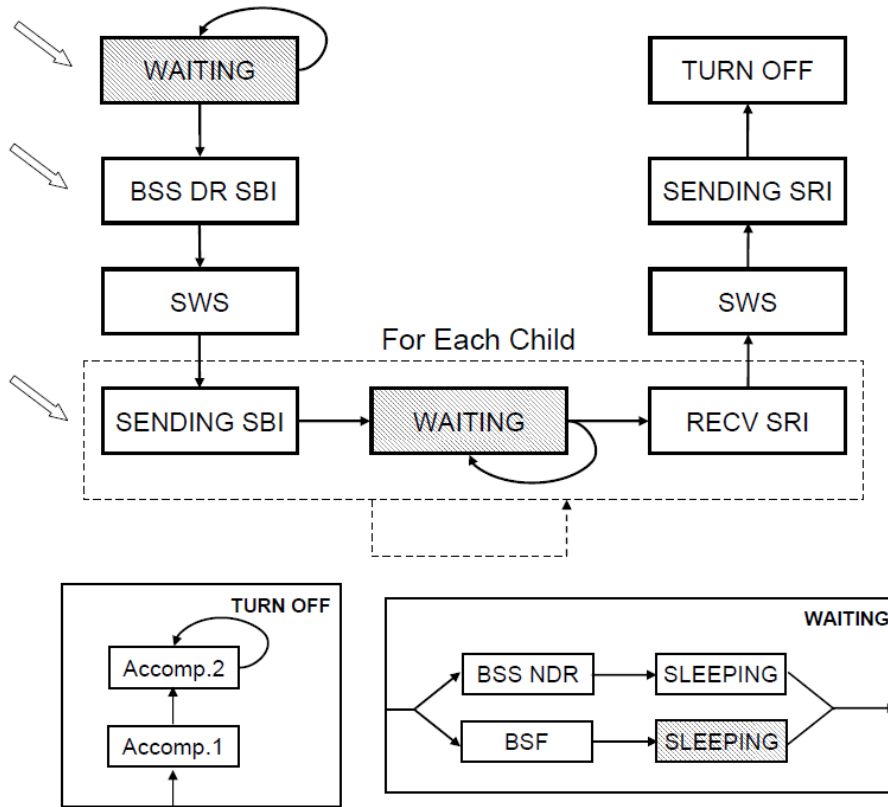 WAITING
TURN OFF
BSS DR SBI
SENDING SRI
SWS
SWS
For Each Child
SENDING SBI
WAITING
RECV SRI
TURN OFF
Accomp.2
Accomp.1
WAITING
BSS NDR
SLEEPING
BSF
SLEEPING